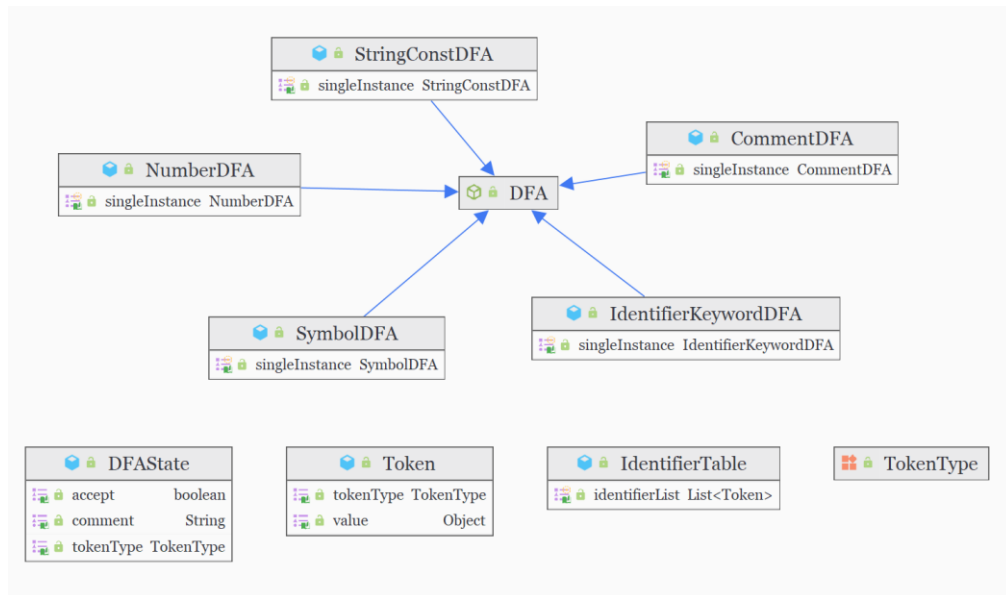 StringConstDFA
singleInstance StringConstDFA
CommentDFA
singleInstance CommentDFA
NumberDFA
singleInstance NumberDFA
DFA
IdentifierKeywordDFA
singleInstance IdentifierKeywordDFA
SymbolDFA
singleInstance SymbolDFA
DFAState
accept boolean
comment String
tokenType TokenType
Token
tokenType TokenType
value Object
IdentifierTable
identifierList List<Token>
TokenType